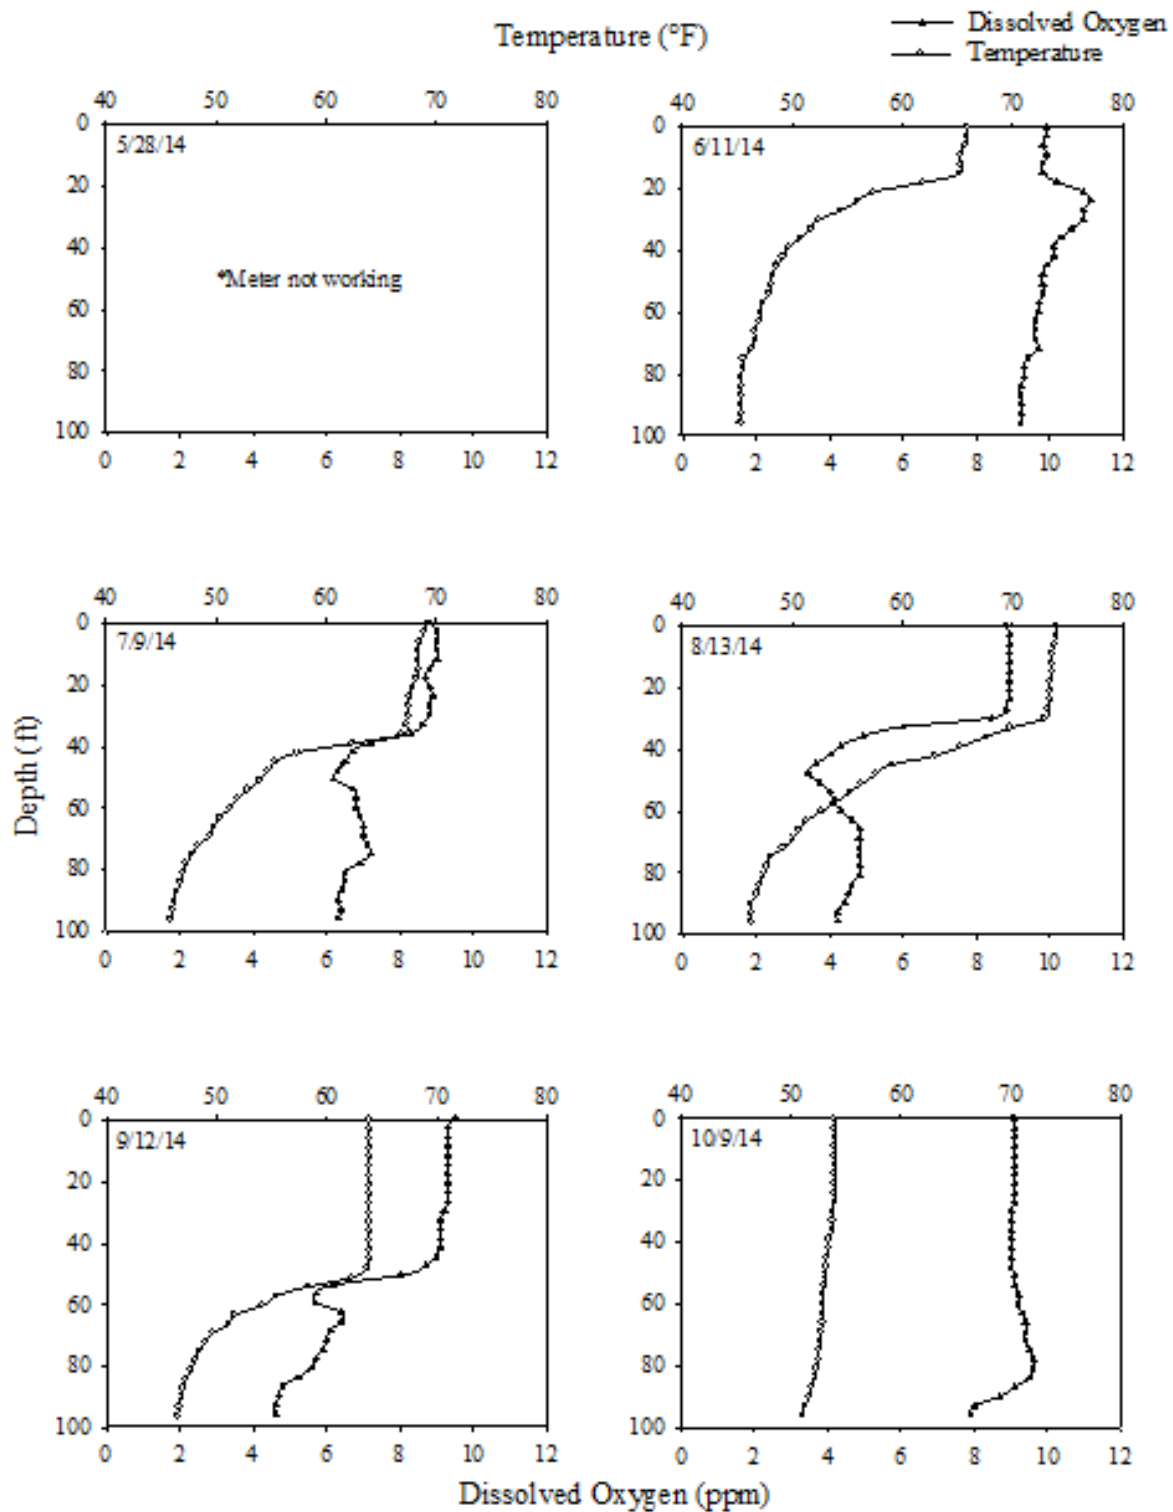 Temperature (°F)
Dissolved Oxygen
Temperature
40 50 60 70 80
40 50 60 70 80
0
5/28/14
20
40
*Meter not working
60
80
100
0 2 4 6 8 10 12
0
6/11/14
20
40
60
80
100
0 2 4 6 8 10 12
40 50 60 70 80
40 50 60 70 80
0
7/9/14
20
40
60
80
100
0 2 4 6 8 10 12
0
8/13/14
20
40
60
80
100
0 2 4 6 8 10 12
Depth (ft)
40 50 60 70 80
40 50 60 70 80
0
9/12/14
20
40
60
80
100
0 2 4 6 8 10 12
0
10/9/14
20
40
60
80
100
0 2 4 6 8 10 12
Dissolved Oxygen (ppm)